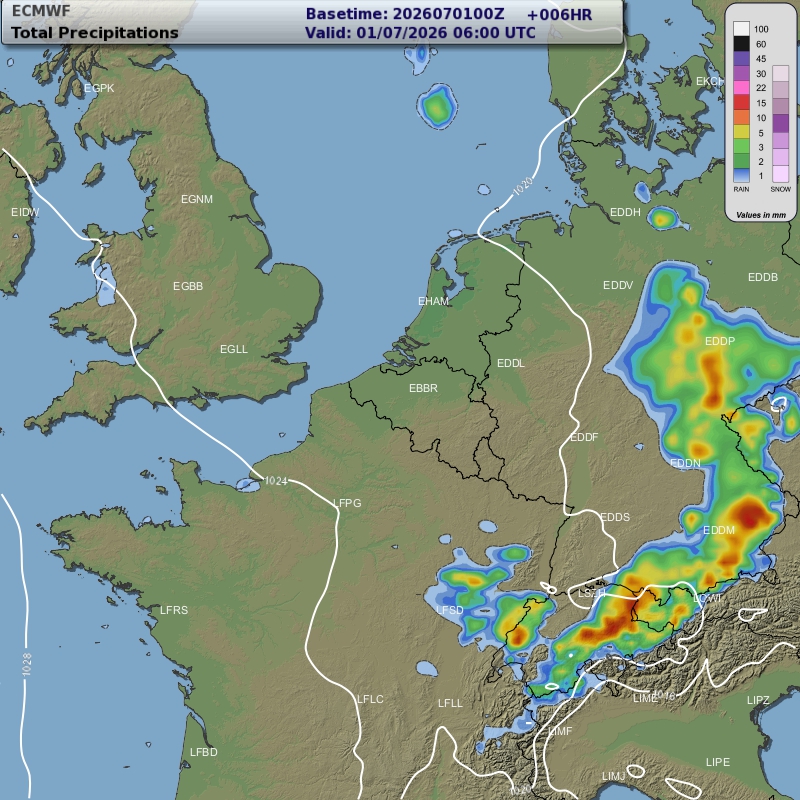 ECMWF
Basetime: 2026070100Z +006HR
Total Precipitations
Valid: 01/07/2026 06:00 UTC
100
60
45
30
22
15
10
5
3
2
1
RAIN SNOW
Values in mm
EGPK
EKCH
EIDW
EGNM
EDDH
1020
EGBB
EDDV
EDDB
EHAM
EGLL
EDDP
EDDL
EBBR
EDDF
EDDN
1024
LFPG
EDDS
EDDM
LSZH
LOWI
LFRS
LFSD
1028
LFLC
LFLL
LIML
1016
LIPZ
LIMF
LFBD
LIPE
LIMJ
1020